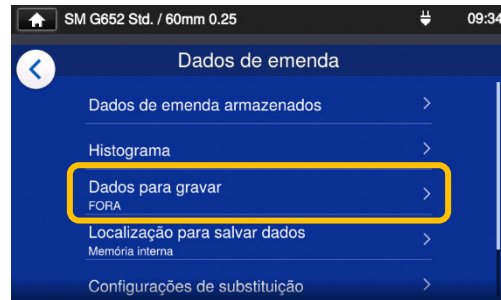 SM G652 Std. / 60mm 0.25 09:34
Dados de emenda
Dados de emenda armazenados
Histograma
Dados para gravar
FORA
Localização para salvar dados
Memória interna
Configurações de substituição